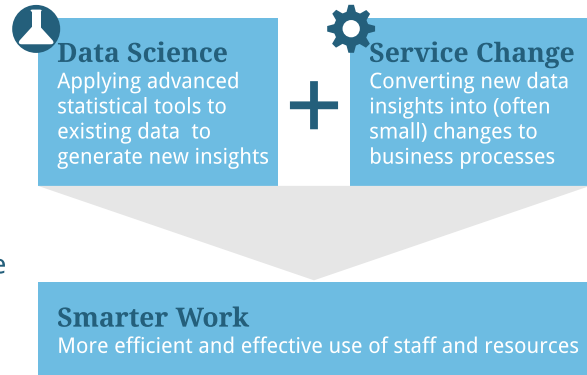 Data Science
Applying advanced
statistical tools to
existing data to
generate new insights
+
Service Change
Converting new data
insights into (often
small) changes to
business processes
e
Smarter Work
More efficient and effective use of staff and resources